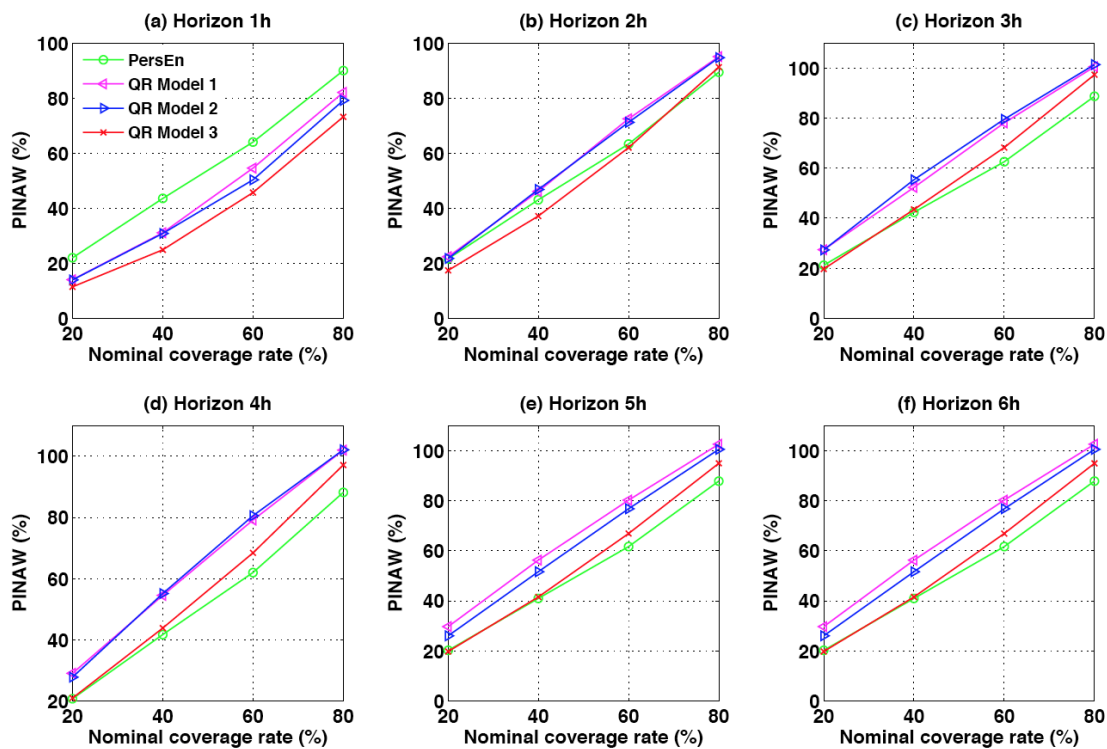 (a) Horizon 1h
100
80
60
40
20
0
PINAW (%)
PersEn
QR Model 1
QR Model 2
QR Model 3
20 40 60 80
Nominal coverage rate (%)
(b) Horizon 2h
100
80
60
40
20
0
PINAW (%)
20 40 60 80
Nominal coverage rate (%)
(c) Horizon 3h
100
80
60
40
20
0
PINAW (%)
20 40 60 80
Nominal coverage rate (%)
(d) Horizon 4h
100
80
60
40
20
PINAW (%)
20 40 60 80
Nominal coverage rate (%)
(e) Horizon 5h
100
80
60
40
20
0
PINAW (%)
20 40 60 80
Nominal coverage rate (%)
(f) Horizon 6h
100
80
60
40
20
0
PINAW (%)
20 40 60 80
Nominal coverage rate (%)